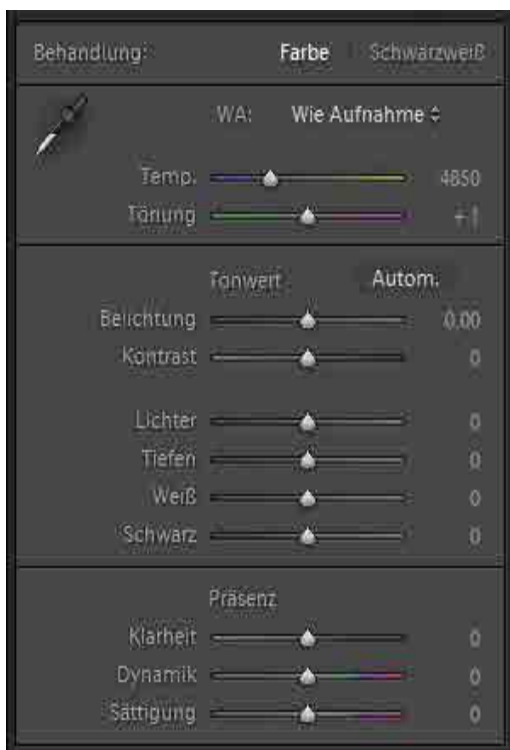 Behandlung: Farbe Schwarzweiß
WA: Wie Aufnahme
Temp. 4850
Tönung +1
Tonwert Autom.
Belichtung 0,00
Kontrast 0
Lichter 0
Tiefen 0
Weiß 0
Schwarz 0
Präsenz
Klarheit 0
Dynamik 0
Sättigung 0